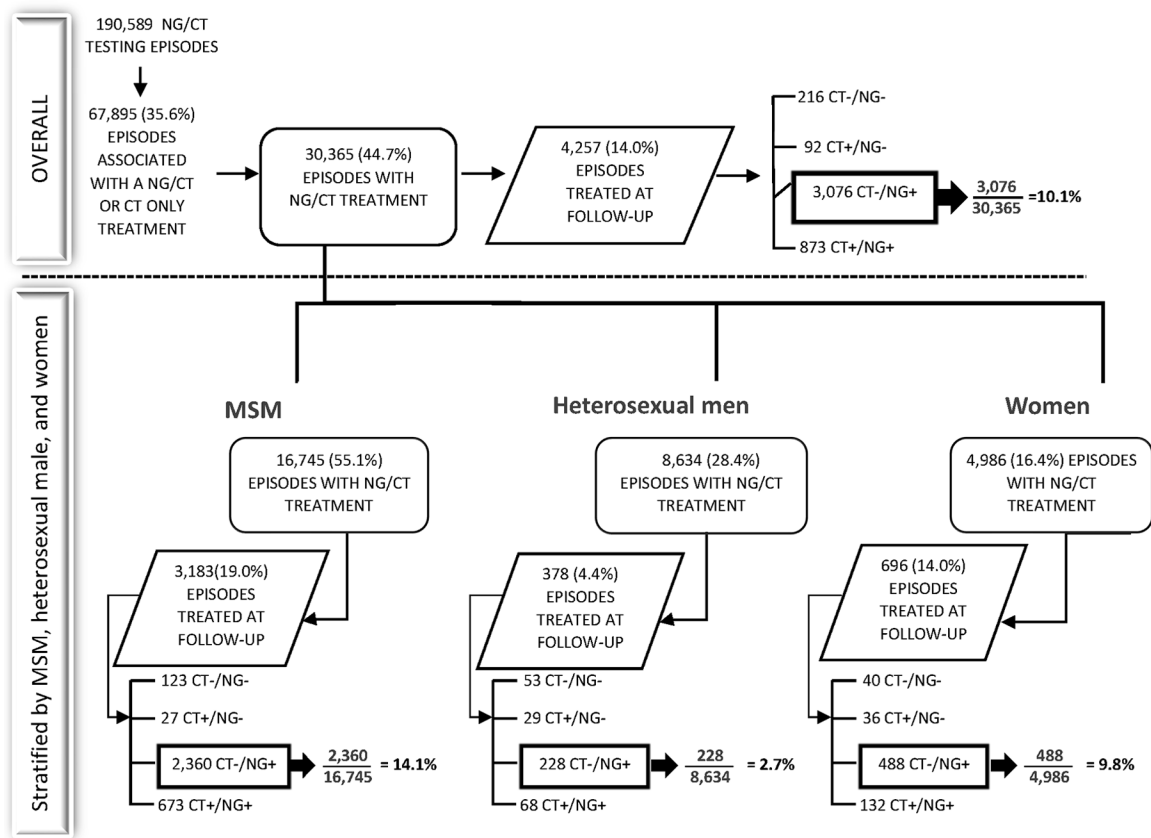 OVERALL
190,589 NG/CT
TESTING EPISODES
67,895 (35.6%)
EPISODES
ASSOCIATED
WITH A NG/CT
OR CT ONLY
TREATMENT
30,365 (44.7%)
EPISODES WITH
NG/CT TREATMENT
4,257 (14.0%)
EPISODES
TREATED AT
FOLLOW-UP
216 CT-/NG-
92 CT+/NG-
3,076 CT-/NG+
3,076
30,365
=10.1%
873 CT+/NG+
Stratified by MSM, heterosexual male, and women
MSM
16,745 (55.1%)
EPISODES WITH NG/CT
TREATMENT
3,183(19.0%)
EPISODES
TREATED AT
FOLLOW-UP
123 CT-/NG-
27 CT+/NG-
2,360 CT-/NG+
2,360
16,745
= 14.1%
673 CT+/NG+
Heterosexual men
8,634 (28.4%)
EPISODES WITH NG/CT
TREATMENT
378 (4.4%)
EPISODES
TREATED AT
FOLLOW-UP
53 CT-/NG-
29 CT+/NG-
228 CT-/NG+
228
8,634
= 2.7%
68 CT+/NG+
Women
4,986 (16.4%) EPISODES
WITH NG/CT
TREATMENT
696 (14.0%)
EPISODES
TREATED AT
FOLLOW-UP
40 CT-/NG-
36 CT+/NG-
488 CT-/NG+
488
4,986
= 9.8%
132 CT+/NG+